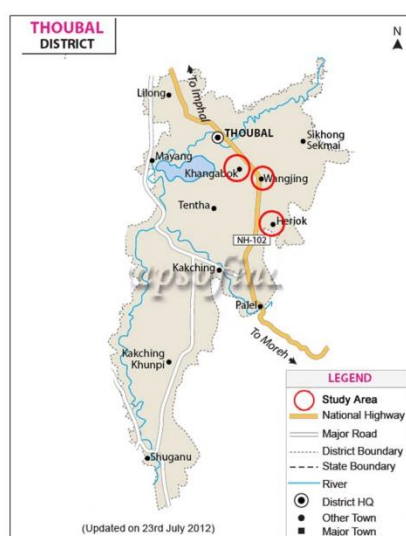 THOUBAL
DISTRICT
N
To Imphal
Lilong
THOUBAL
Sikhong
Sekmai
Mayang
Khangabok
Wangjing
Tentha
Herjok
NH-102
Kakching
Palel
To Moreh
Kakching
Khunpi
Shuganu
LEGEND
Study Area
National Highway
Major Road
District Boundary
State Boundary
River
District HQ
Other Town
Major Town
(Updated on 23rd July 2012)